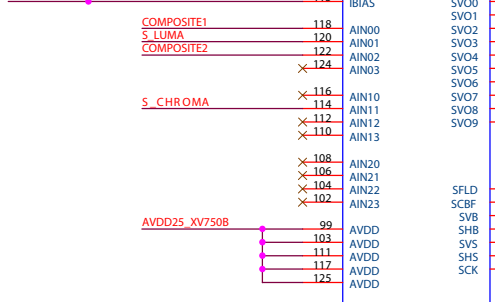 IBIAS SVO0
SVO1
COMPOSITE1 118 AIN00 SVO2
S_LUMA 120 AIN01 SVO3
COMPOSITE2 122 AIN02 SVO4
124 AIN03 SVO5
SVO6
116 AIN10 SVO7
S_CHROMA 114 AIN11 SVO8
112 AIN12 SVO9
110 AIN13
108 AIN20
106 AIN21
104 AIN22 SFLD
102 AIN23 SCBF
SVB
AVDD25_XV750B 99 AVDD SHB
103 AVDD SVS
111 AVDD SHS
117 AVDD SCK
125 AVDD